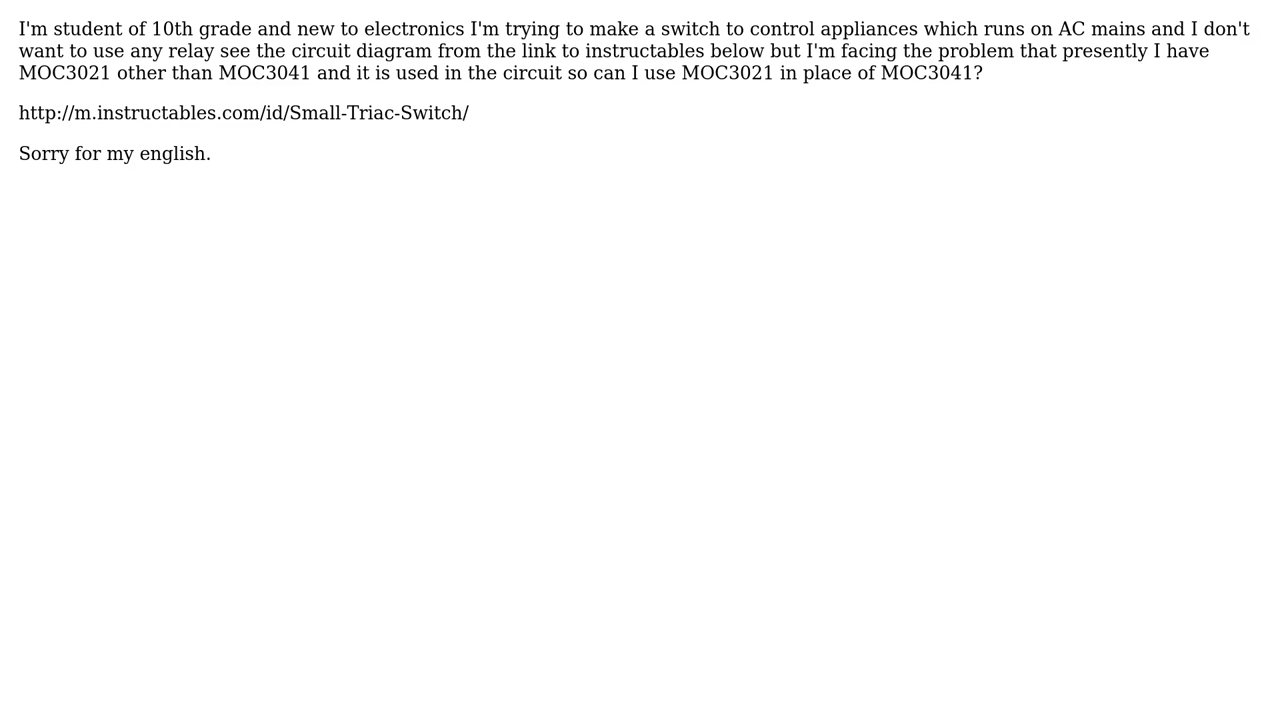 I'm student of 10th grade and new to electronics I'm trying to make a switch to control appliances which runs on AC mains and I don't
want to use any relay see the circuit diagram from the link to instructables below but I'm facing the problem that presently I have
MOC3021 other than MOC3041 and it is used in the circuit so can I use MOC3021 in place of MOC3041?
http://m.instructables.com/id/Small-Triac-Switch/
Sorry for my english.